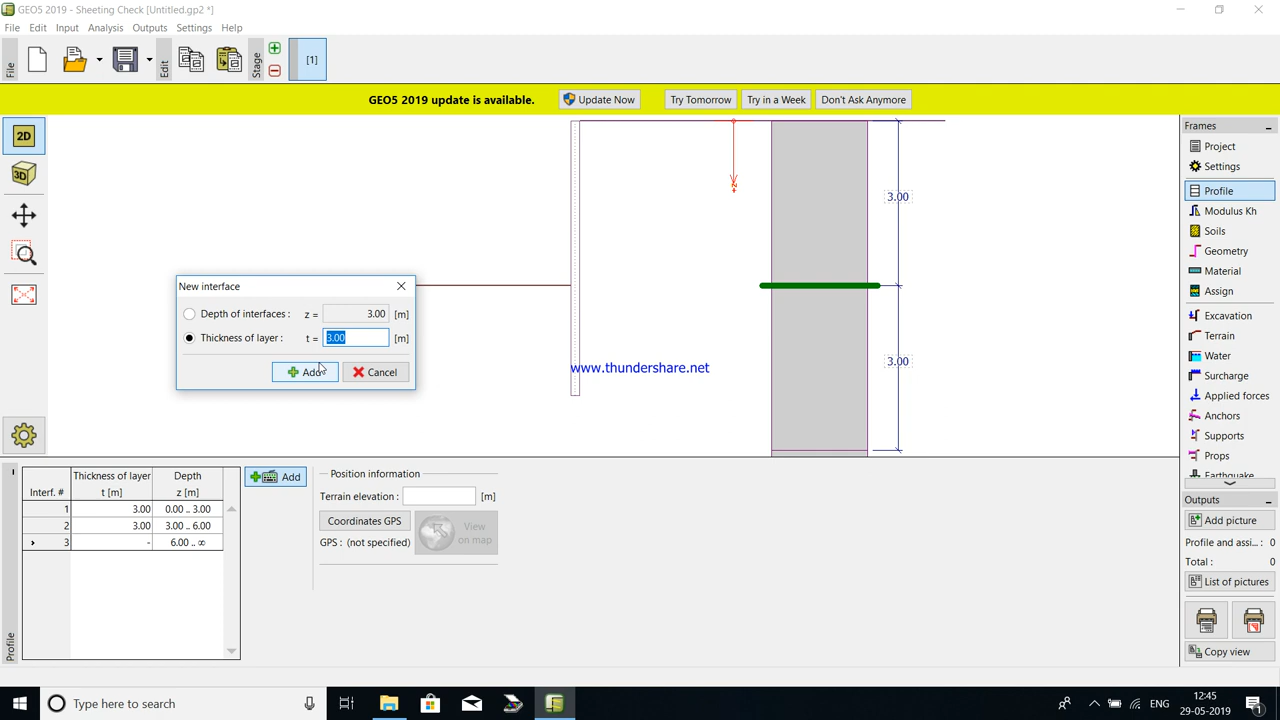 GEO5 2019 - Sheeting Check [Untitled.gp2 *]
File Edit Input Analysis Outputs Settings Help
File
Edit
Stage
[1]
GEO5 2019 update is available.
Update Now
Try Tomorrow
Try in a Week
Don't Ask Anymore
2D
3D
+z
3.00
3.00
www.thundershare.net
New interface
Depth of interfaces : z = 3.00 [m]
Thickness of layer : t = 3.00 [m]
Add
Cancel
Frames
Project
Settings
Profile
Modulus Kh
Soils
Geometry
Material
Assign
Excavation
Terrain
Water
Surcharge
Applied forces
Anchors
Supports
Props
Earthquake
Outputs
Add picture
Profile and assi... : 0
Total : 0
List of pictures
Copy view
Profile
Interf. # Thickness of layer t [m] Depth z [m]
1 3.00 0.00 .. 3.00
2 3.00 3.00 .. 6.00
› 3 - 6.00 .. ∞
Add
Position information
Terrain elevation : [m]
Coordinates GPS
GPS : (not specified)
View on map
Type here to search
ENG
12:45
29-05-2019
1